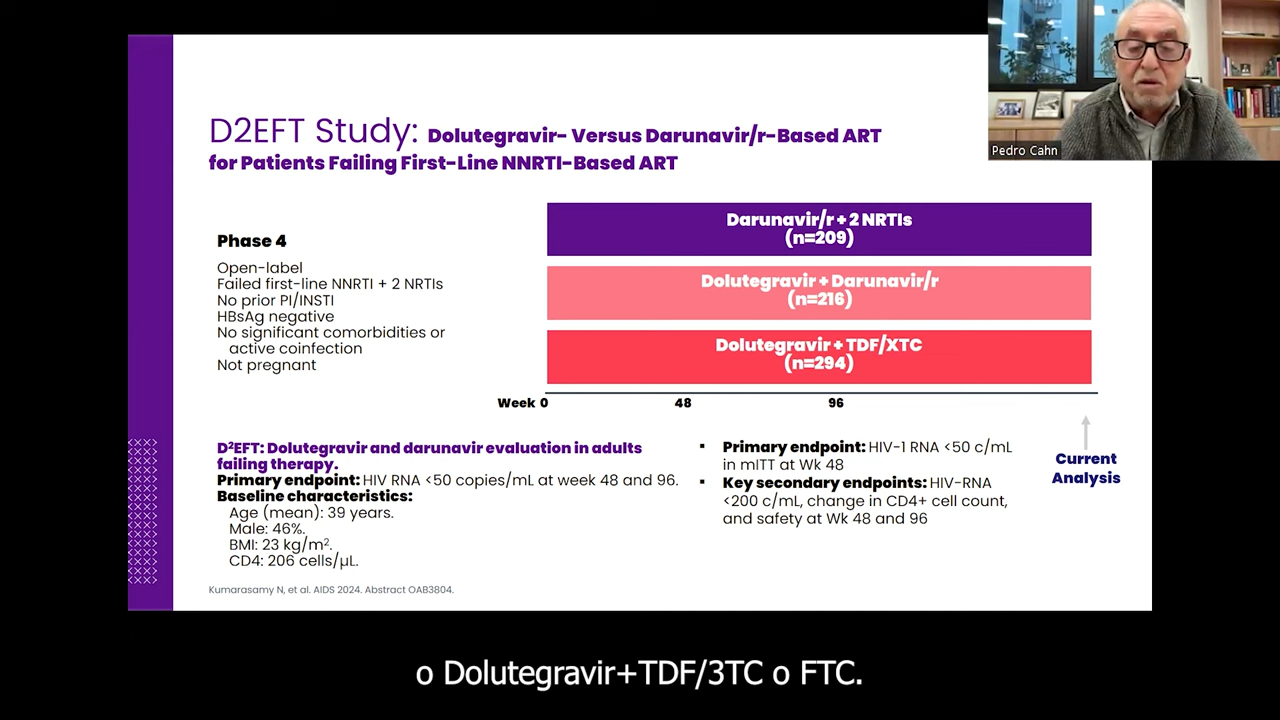 D2EFT Study: Dolutegravir- Versus Darunavir/r-Based ART
for Patients Failing First-Line NNRTI-Based ART
Pedro Cahn
Phase 4
Open-label
Failed first-line NNRTI + 2 NRTIs
No prior PI/INSTI
HBsAg negative
No significant comorbidities or
active coinfection
Not pregnant
Darunavir/r + 2 NRTIs
(n=209)
Dolutegravir + Darunavir/r
(n=216)
Dolutegravir + TDF/XTC
(n=294)
Week 0 48 96
D²EFT: Dolutegravir and darunavir evaluation in adults
failing therapy.
Primary endpoint: HIV RNA <50 copies/mL at week 48 and 96.
Baseline characteristics:
Age (mean): 39 years.
Male: 46%.
BMI: 23 kg/m².
CD4: 206 cells/µL.
▪ Primary endpoint: HIV-1 RNA <50 c/mL
in mITT at Wk 48
▪ Key secondary endpoints: HIV-RNA
<200 c/mL, change in CD4+ cell count,
and safety at Wk 48 and 96
Current
Analysis
Kumarasamy N, et al. AIDS 2024. Abstract OAB3804.
o Dolutegravir+TDF/3TC o FTC.